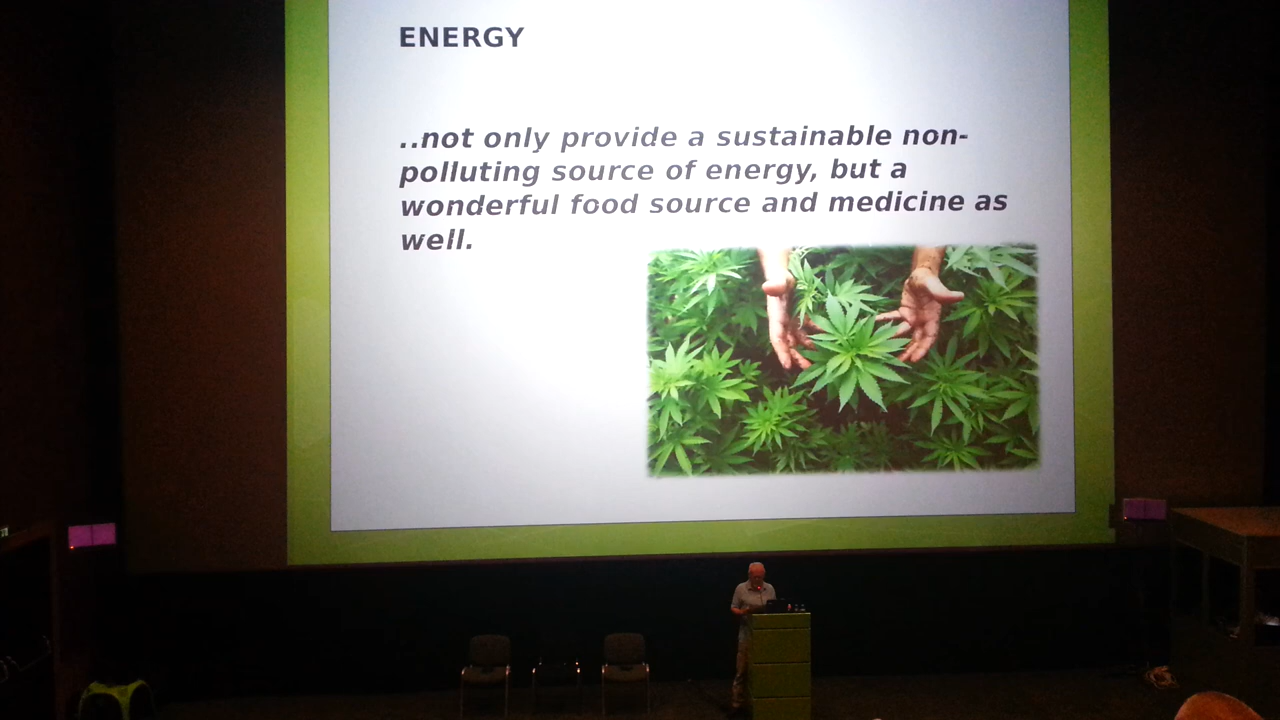 ENERGY
..not only provide a sustainable non-
polluting source of energy, but a
wonderful food source and medicine as
well.